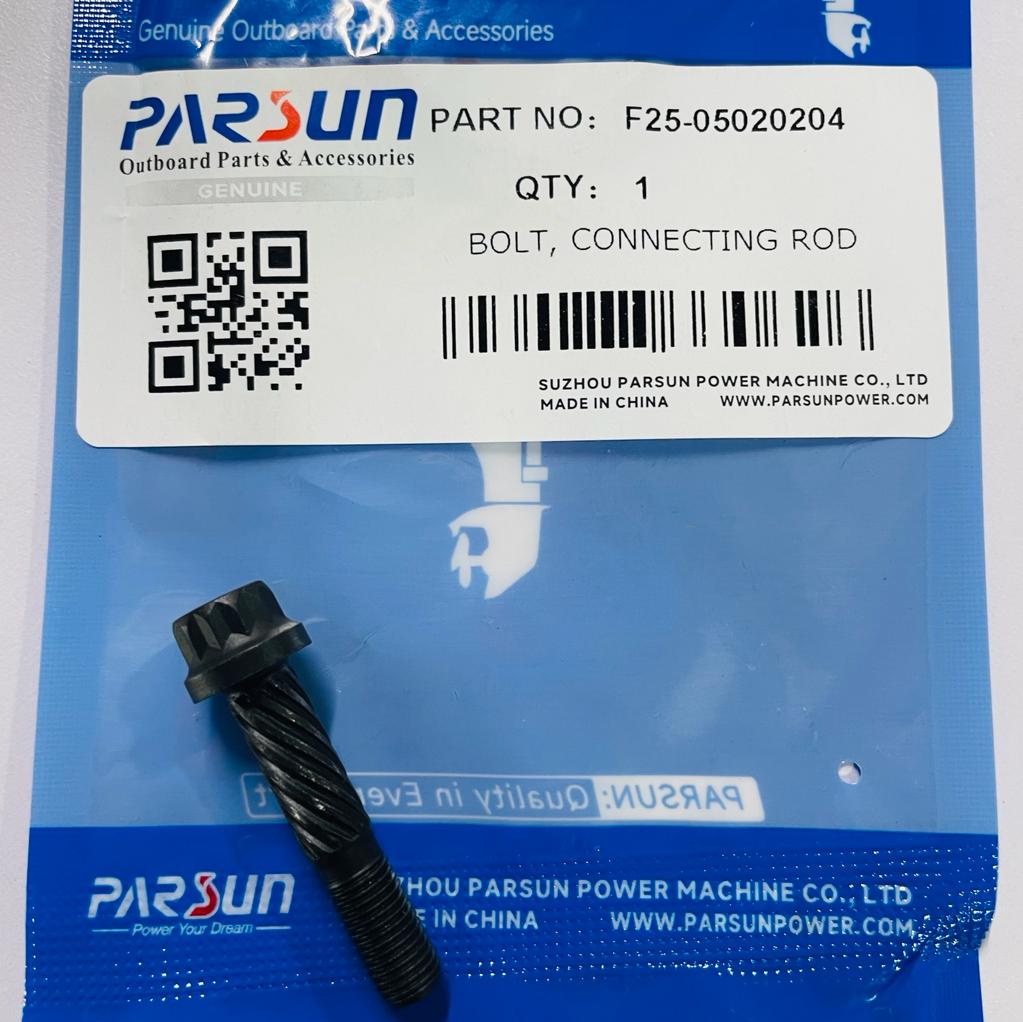 Genuine Outboard Parts & Accessories
PARSUN
Outboard Parts & Accessories
GENUINE
PART NO: F25-05020204
QTY: 1
BOLT, CONNECTING ROD
SUZHOU PARSUN POWER MACHINE CO., LTD
MADE IN CHINA WWW.PARSUNPOWER.COM
PARSUN: Quality in
PARSUN
Power Your Dream
PARSUN POWER MACHINE CO., LTD
IN CHINA WWW.PARSUNPOWER.COM